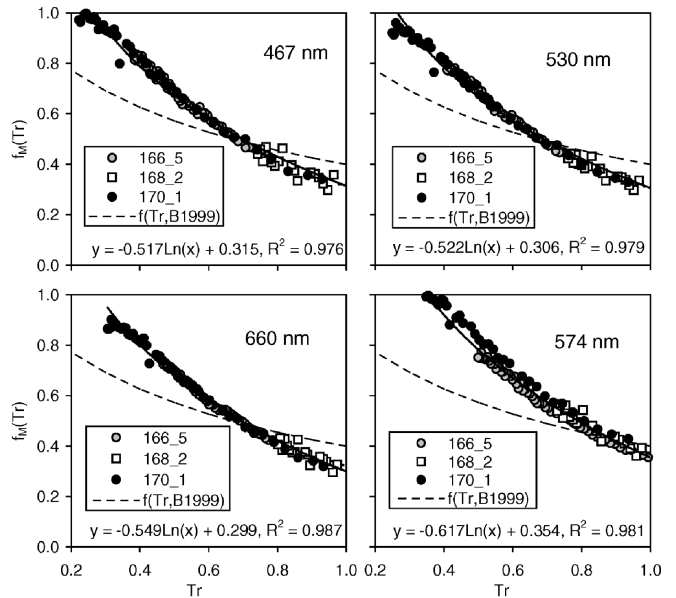 1.0
0.8
0.6
0.4
0.2
0.0
f_M(Tr)
467 nm
166_5
168_2
170_1
f(Tr,B1999)
y = -0.517Ln(x) + 0.315, R² = 0.976
530 nm
166_5
168_2
170_1
f(Tr,B1999)
y = -0.522Ln(x) + 0.306, R² = 0.979
1.0
0.8
0.6
0.4
0.2
0.0
f_M(Tr)
660 nm
166_5
168_2
170_1
f(Tr,B1999)
y = -0.549Ln(x) + 0.299, R² = 0.987
0.2 0.4 0.6 0.8 1.0
Tr
574 nm
166_5
168_2
170_1
f(Tr,B1999)
y = -0.617Ln(x) + 0.354, R² = 0.981
0.2 0.4 0.6 0.8 1.0
Tr